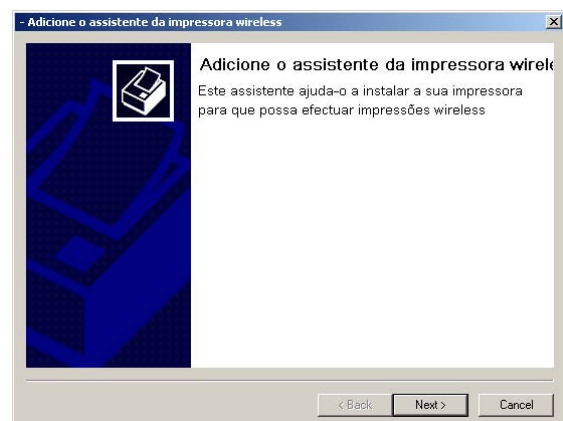 - Adicione o assistente da impressora wireless
Adicione o assistente da impressora wirele
Este assistente ajuda-o a instalar a sua impressora
para que possa efectuar impressões wireless
< Back Next > Cancel